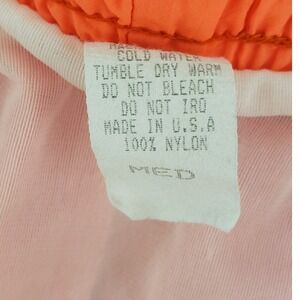 COLD WATER
TUMBLE DRY WARM
DO NOT BLEACH
DO NOT IRO
MADE IN U.S.A
100% NYLON
MED